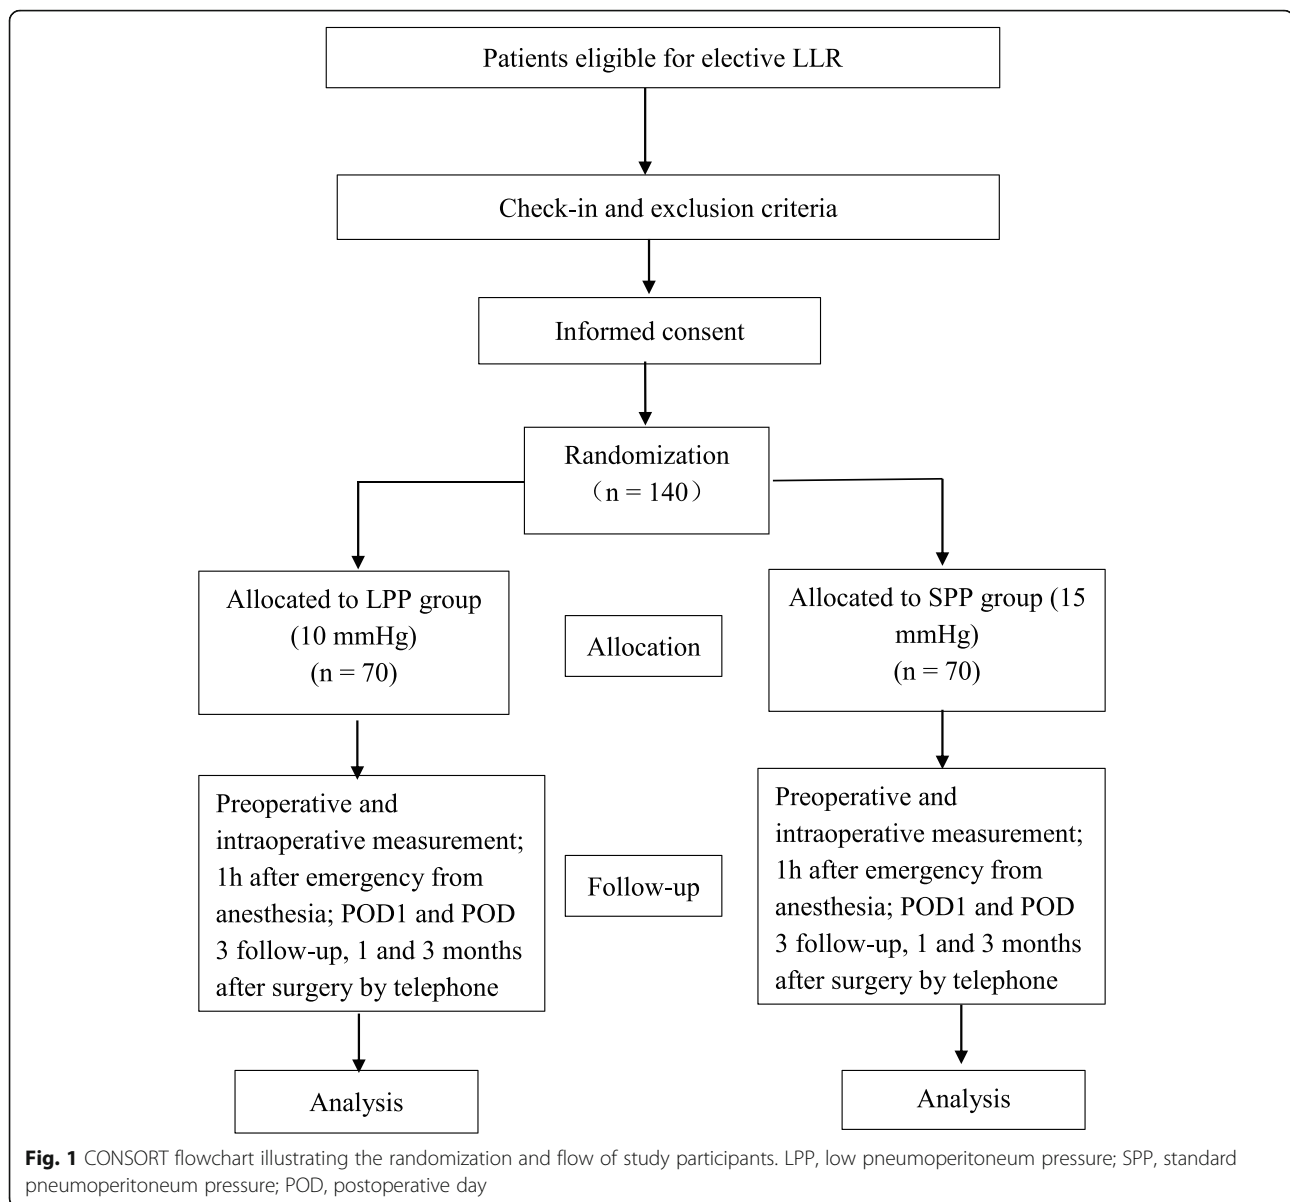 Patients eligible for elective LLR
Check-in and exclusion criteria
Informed consent
Randomization
（n = 140）
Allocated to LPP group
(10 mmHg)
(n = 70)
Allocation
Allocated to SPP group (15
mmHg)
(n = 70)
Preoperative and
intraoperative measurement;
1h after emergency from
anesthesia; POD1 and POD
3 follow-up, 1 and 3 months
after surgery by telephone
Follow-up
Preoperative and
intraoperative measurement;
1h after emergency from
anesthesia; POD1 and POD
3 follow-up, 1 and 3 months
after surgery by telephone
Analysis
Analysis
Fig. 1 CONSORT flowchart illustrating the randomization and flow of study participants. LPP, low pneumoperitoneum pressure; SPP, standard
pneumoperitoneum pressure; POD, postoperative day